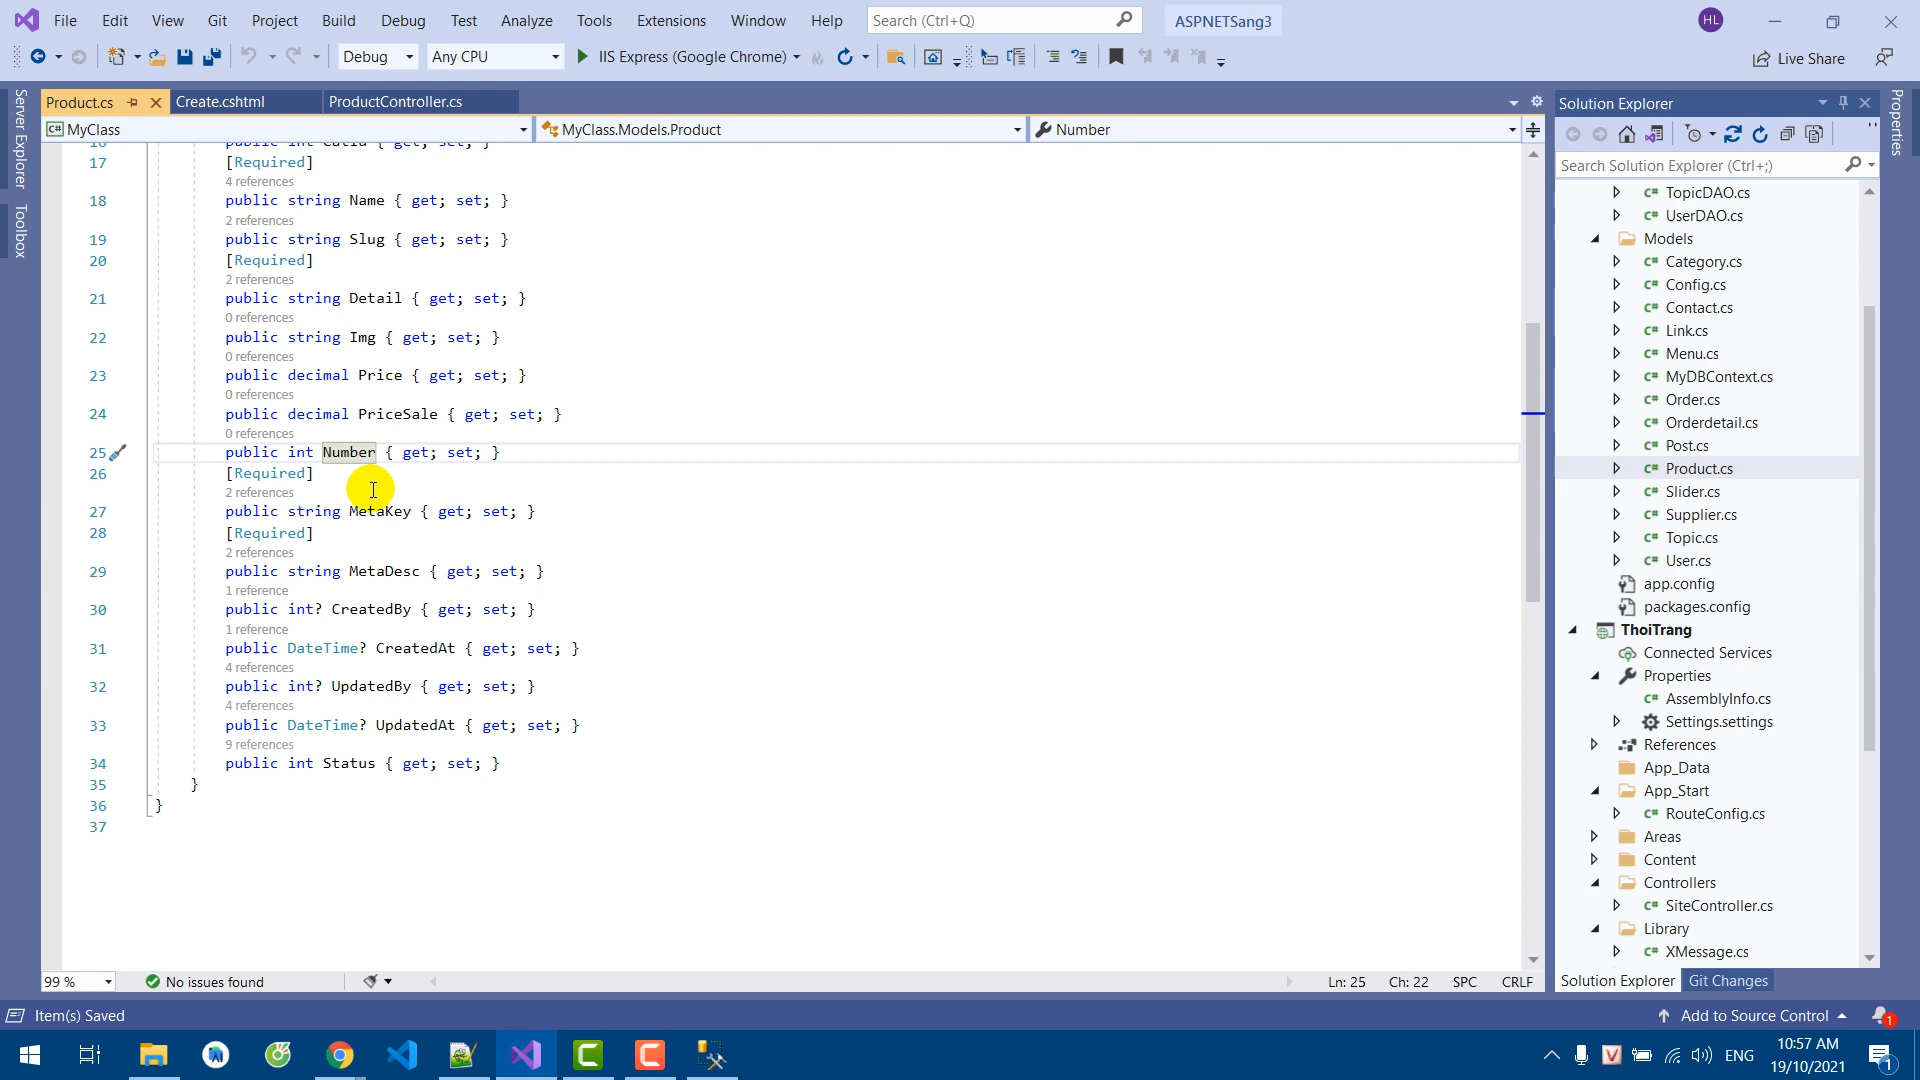 File Edit View Git Project Build Debug Test Analyze Tools Extensions Window Help Search (Ctrl+Q) ASPNETSang3 HL
Debug Any CPU IIS Express (Google Chrome) Live Share
Server Explorer
Toolbox
Product.cs Create.cshtml ProductController.cs
MyClass MyClass.Models.Product Number
16 public int CatId { get; set; }
17 [Required]
4 references
18 public string Name { get; set; }
2 references
19 public string Slug { get; set; }
20 [Required]
2 references
21 public string Detail { get; set; }
0 references
22 public string Img { get; set; }
0 references
23 public decimal Price { get; set; }
0 references
24 public decimal PriceSale { get; set; }
0 references
25 public int Number { get; set; }
26 [Required]
2 references
27 public string MetaKey { get; set; }
28 [Required]
2 references
29 public string MetaDesc { get; set; }
1 reference
30 public int? CreatedBy { get; set; }
1 reference
31 public DateTime? CreatedAt { get; set; }
4 references
32 public int? UpdatedBy { get; set; }
4 references
33 public DateTime? UpdatedAt { get; set; }
9 references
34 public int Status { get; set; }
35 }
36 }
37
99 % No issues found Ln: 25 Ch: 22 SPC CRLF
Solution Explorer
Search Solution Explorer (Ctrl+;)
C# TopicDAO.cs
C# UserDAO.cs
Models
C# Category.cs
C# Config.cs
C# Contact.cs
C# Link.cs
C# Menu.cs
C# MyDBContext.cs
C# Order.cs
C# Orderdetail.cs
C# Post.cs
C# Product.cs
C# Slider.cs
C# Supplier.cs
C# Topic.cs
C# User.cs
app.config
packages.config
ThoiTrang
Connected Services
Properties
C# AssemblyInfo.cs
Settings.settings
References
App_Data
App_Start
C# RouteConfig.cs
Areas
Content
Controllers
C# SiteController.cs
Library
C# XMessage.cs
Solution Explorer Git Changes
Properties
Item(s) Saved Add to Source Control 1
ENG 10:57 AM
19/10/2021 1